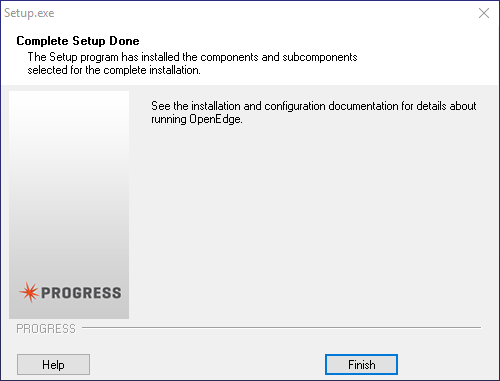 Setup.exe
Complete Setup Done
The Setup program has installed the components and subcomponents
selected for the complete installation.
See the installation and configuration documentation for details about
running OpenEdge.
PROGRESS
PROGRESS
Help
Finish